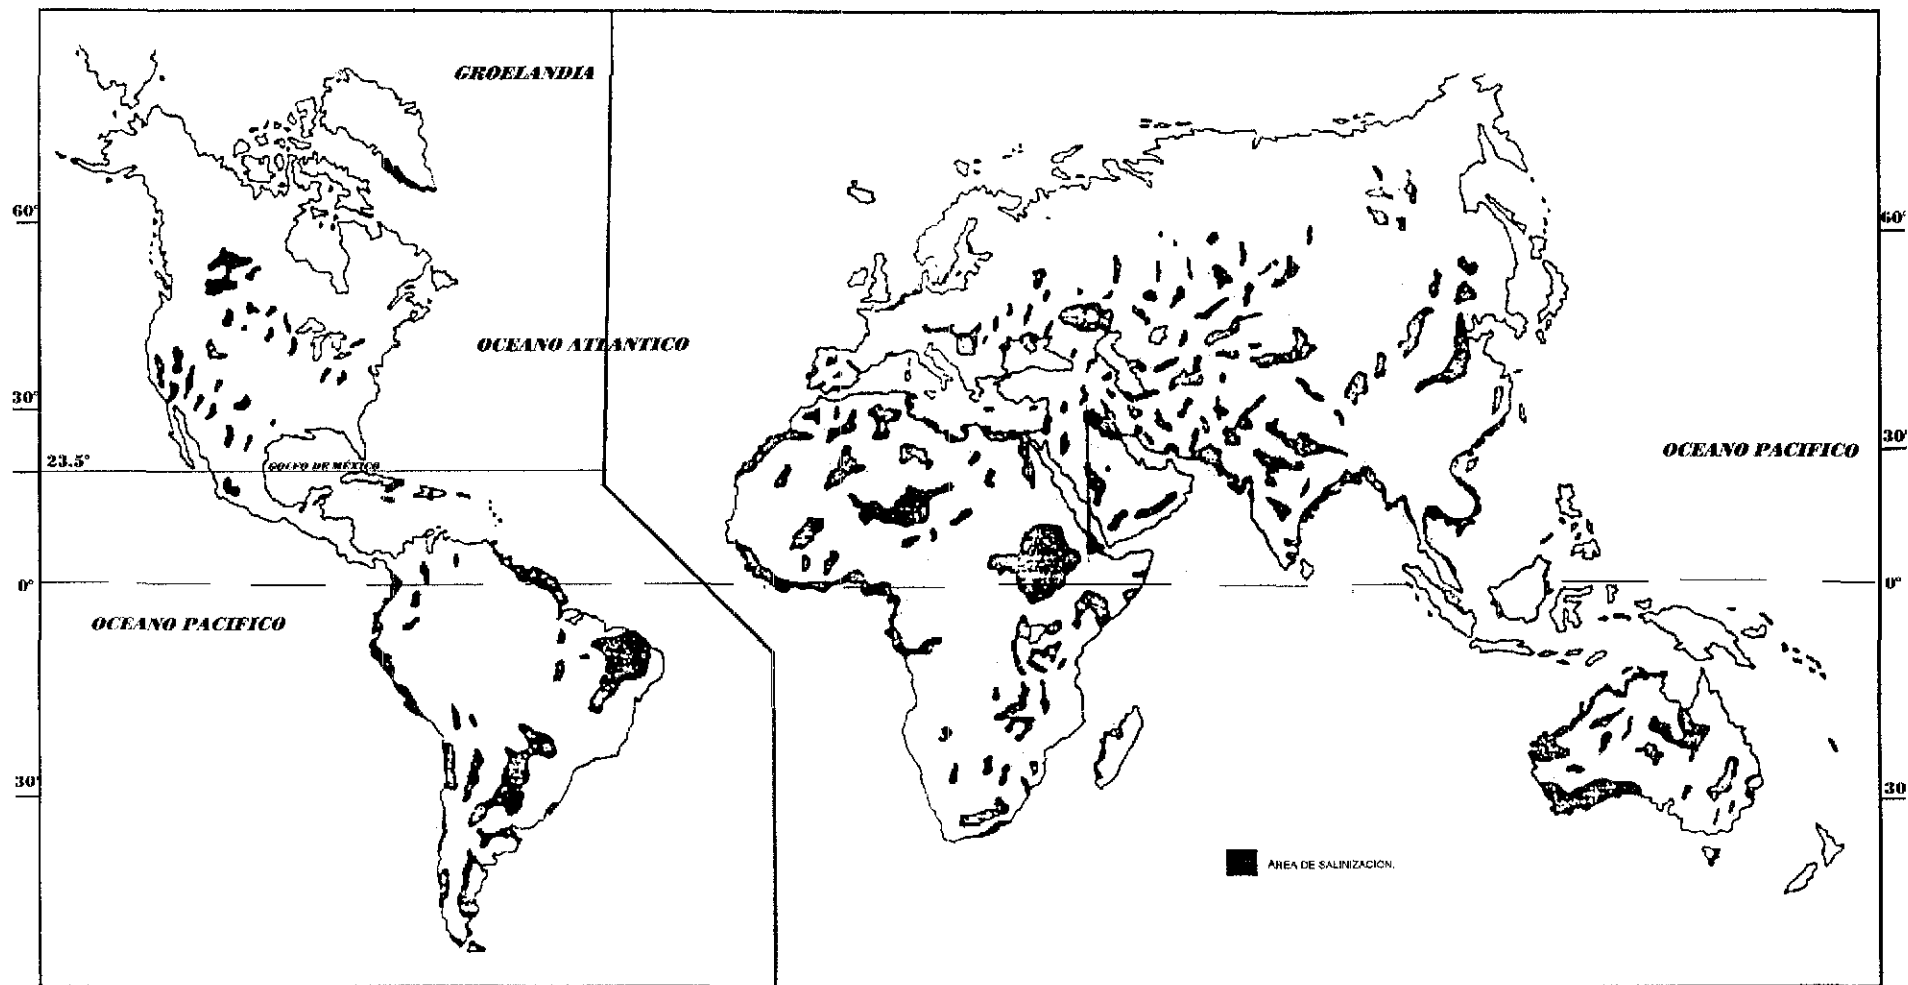 GROELANDIA
60°
60°
OCEANO ATLANTICO
30°
30°
OCEANO PACIFICO
23.5°
GOLFO DE MÉXICO
0°
0°
OCEANO PACIFICO
30°
30
ÁREA DE SALINIZACION.